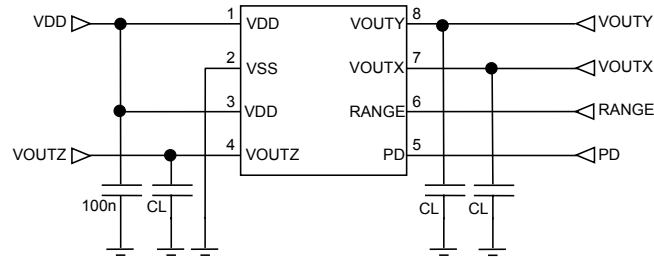 VDD 1 VDD VOUTY 8 VOUTY
2 VSS VOUTX 7 VOUTX
3 VDD RANGE 6 RANGE
VOUTZ 4 VOUTZ PD 5 PD
100n CL CL CL